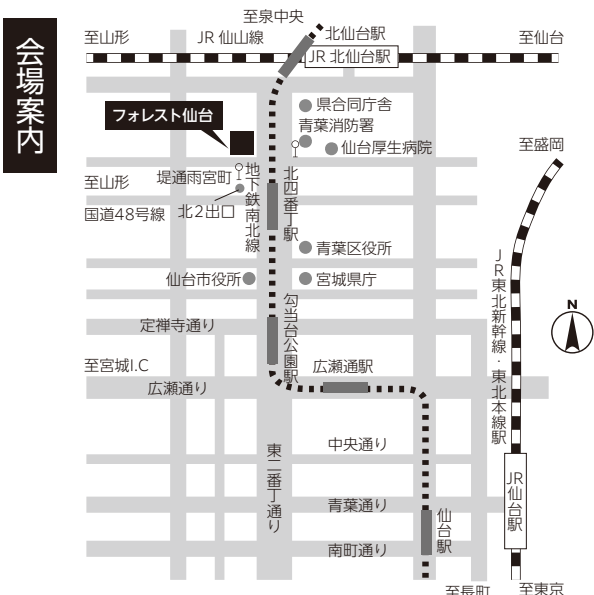 会場案内
至泉中央
至山形
JR 仙山線
北仙台駅
至仙台
JR 北仙台駅
フォレスト仙台
県合同庁舎
青葉消防署
仙台厚生病院
至盛岡
堤通雨宮町
至山形
国道48号線
北2出口
地下鉄南北線
北四番丁駅
青葉区役所
仙台市役所
宮城県庁
JR東北新幹線・東北本線駅
N
勾当台公園駅
定禅寺通り
至宮城I.C
広瀬通駅
広瀬通り
中央通り
東二番丁通り
青葉通り
JR仙台駅
仙台駅
南町通り
至長町
至東京